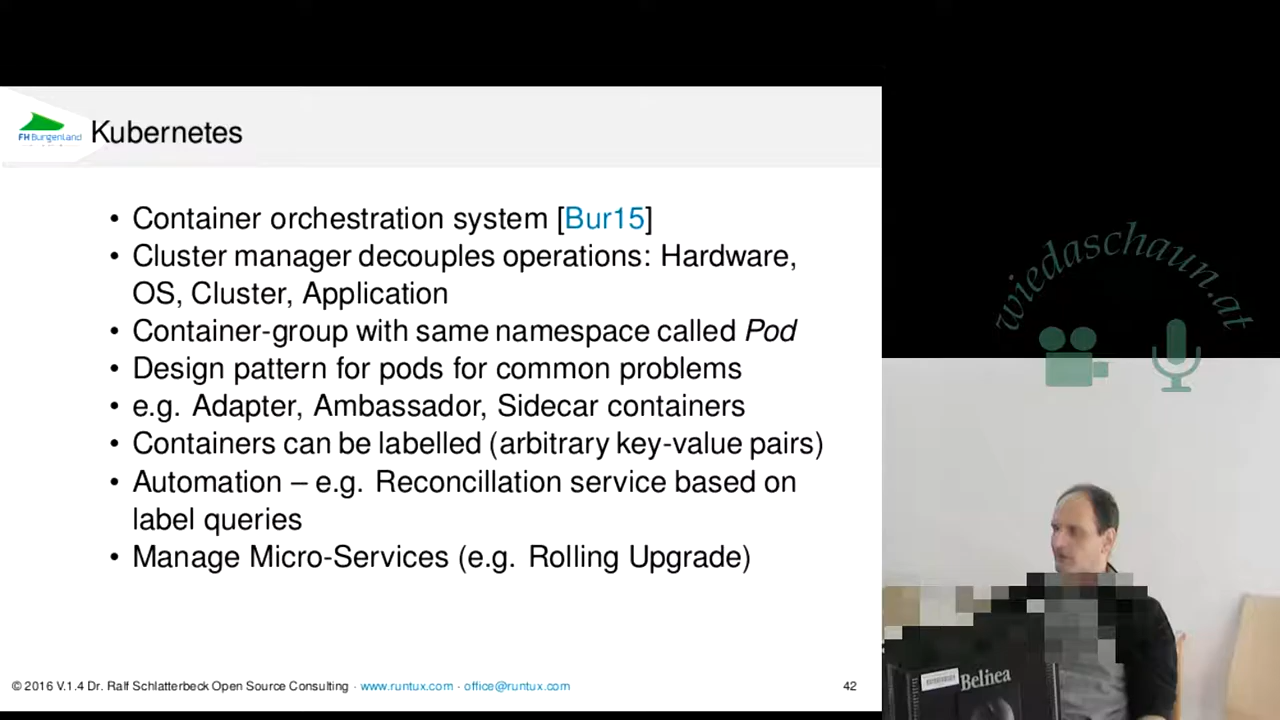 FH Burgenland
Kubernetes
• Container orchestration system [Bur15]
• Cluster manager decouples operations: Hardware,
OS, Cluster, Application
• Container-group with same namespace called Pod
• Design pattern for pods for common problems
• e.g. Adapter, Ambassador, Sidecar containers
• Containers can be labelled (arbitrary key-value pairs)
• Automation – e.g. Reconcillation service based on
label queries
• Manage Micro-Services (e.g. Rolling Upgrade)
© 2016 V.1.4 Dr. Ralf Schlatterbeck Open Source Consulting · www.runtux.com · office@runtux.com
42
wiedaschaun.at
Belinea